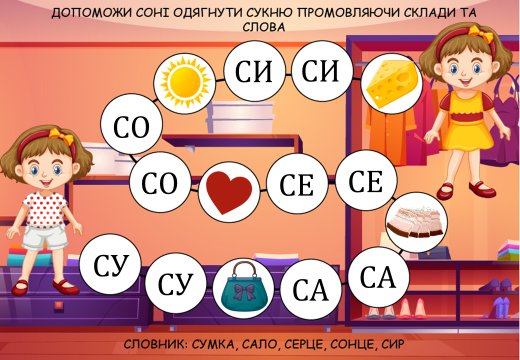 ДОПОМОЖИ СОНІ ОДЯГНУТИ СУКНЮ ПРОМОВЛЯЮЧИ СКЛАДИ ТА
СЛОВА
СИ СИ
СО
СО СЕ СЕ
СУ СУ СА СА
СЛОВНИК: СУМКА, САЛО, СЕРЦЕ, СОНЦЕ, СИР